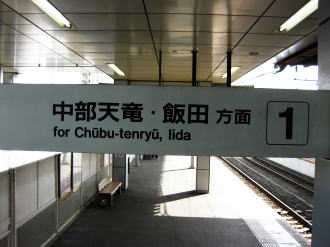 中部天竜・飯田 方面 1
for Chūbu-tenryū, Iida